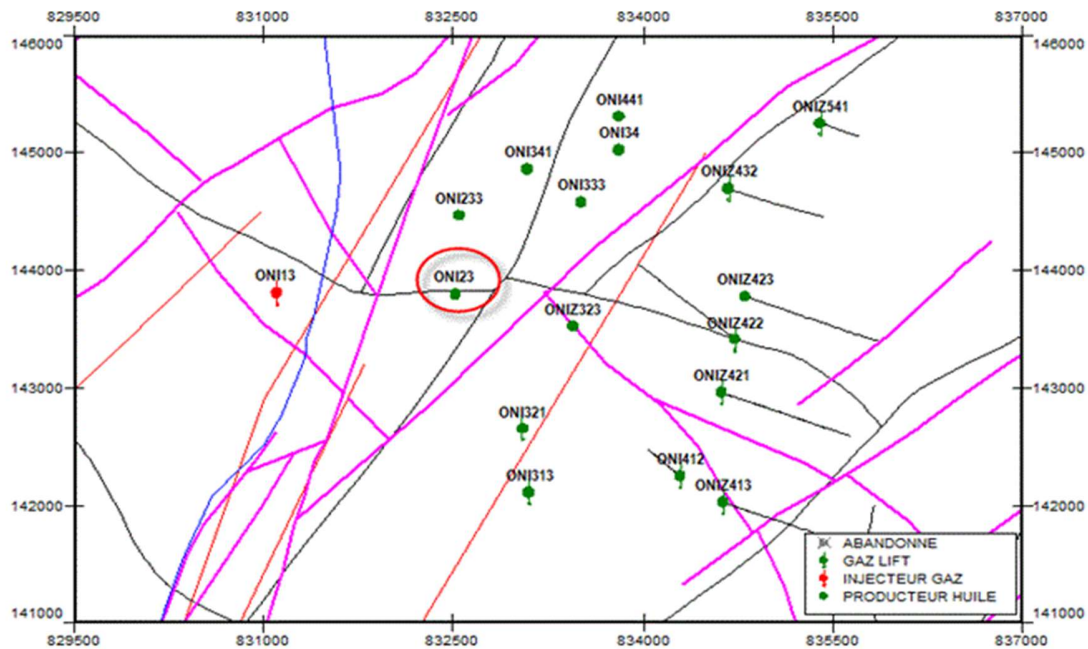 829500 831000 832500 834000 835500 837000
146000 146000
ONI441
ONIZ541
ONI34
145000 145000
ONI341
ONIZ432
ONI333
ONI233
144000 144000
ONI13
ONI23
ONIZ423
ONIZ323
ONIZ422
143000 143000
ONIZ421
ONI321
ONI412
ONI313
ONIZ413
142000 142000
ABANDONNE
GAZ LIFT
INJECTEUR GAZ
PRODUCTEUR HUILE
141000 141000
829500 831000 832500 834000 835500 837000